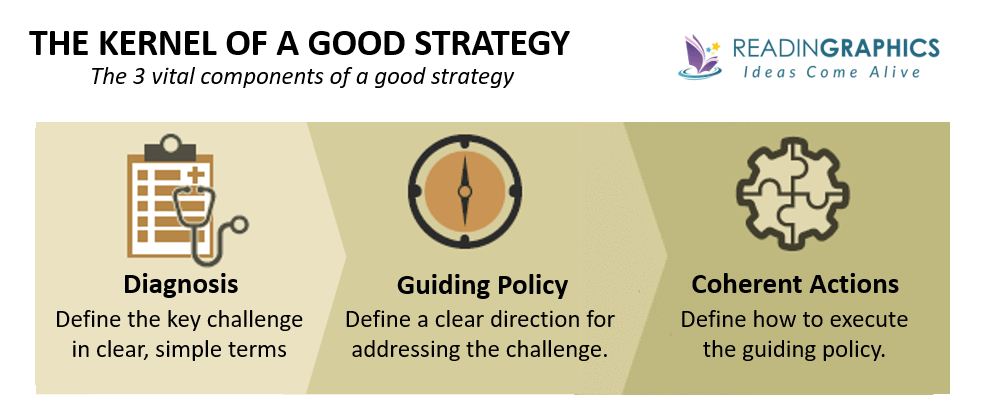 THE KERNEL OF A GOOD STRATEGY
The 3 vital components of a good strategy
READINGRAPHICS
Ideas Come Alive
Diagnosis
Define the key challenge
in clear, simple terms
Guiding Policy
Define a clear direction for
addressing the challenge.
Coherent Actions
Define how to execute
the guiding policy.